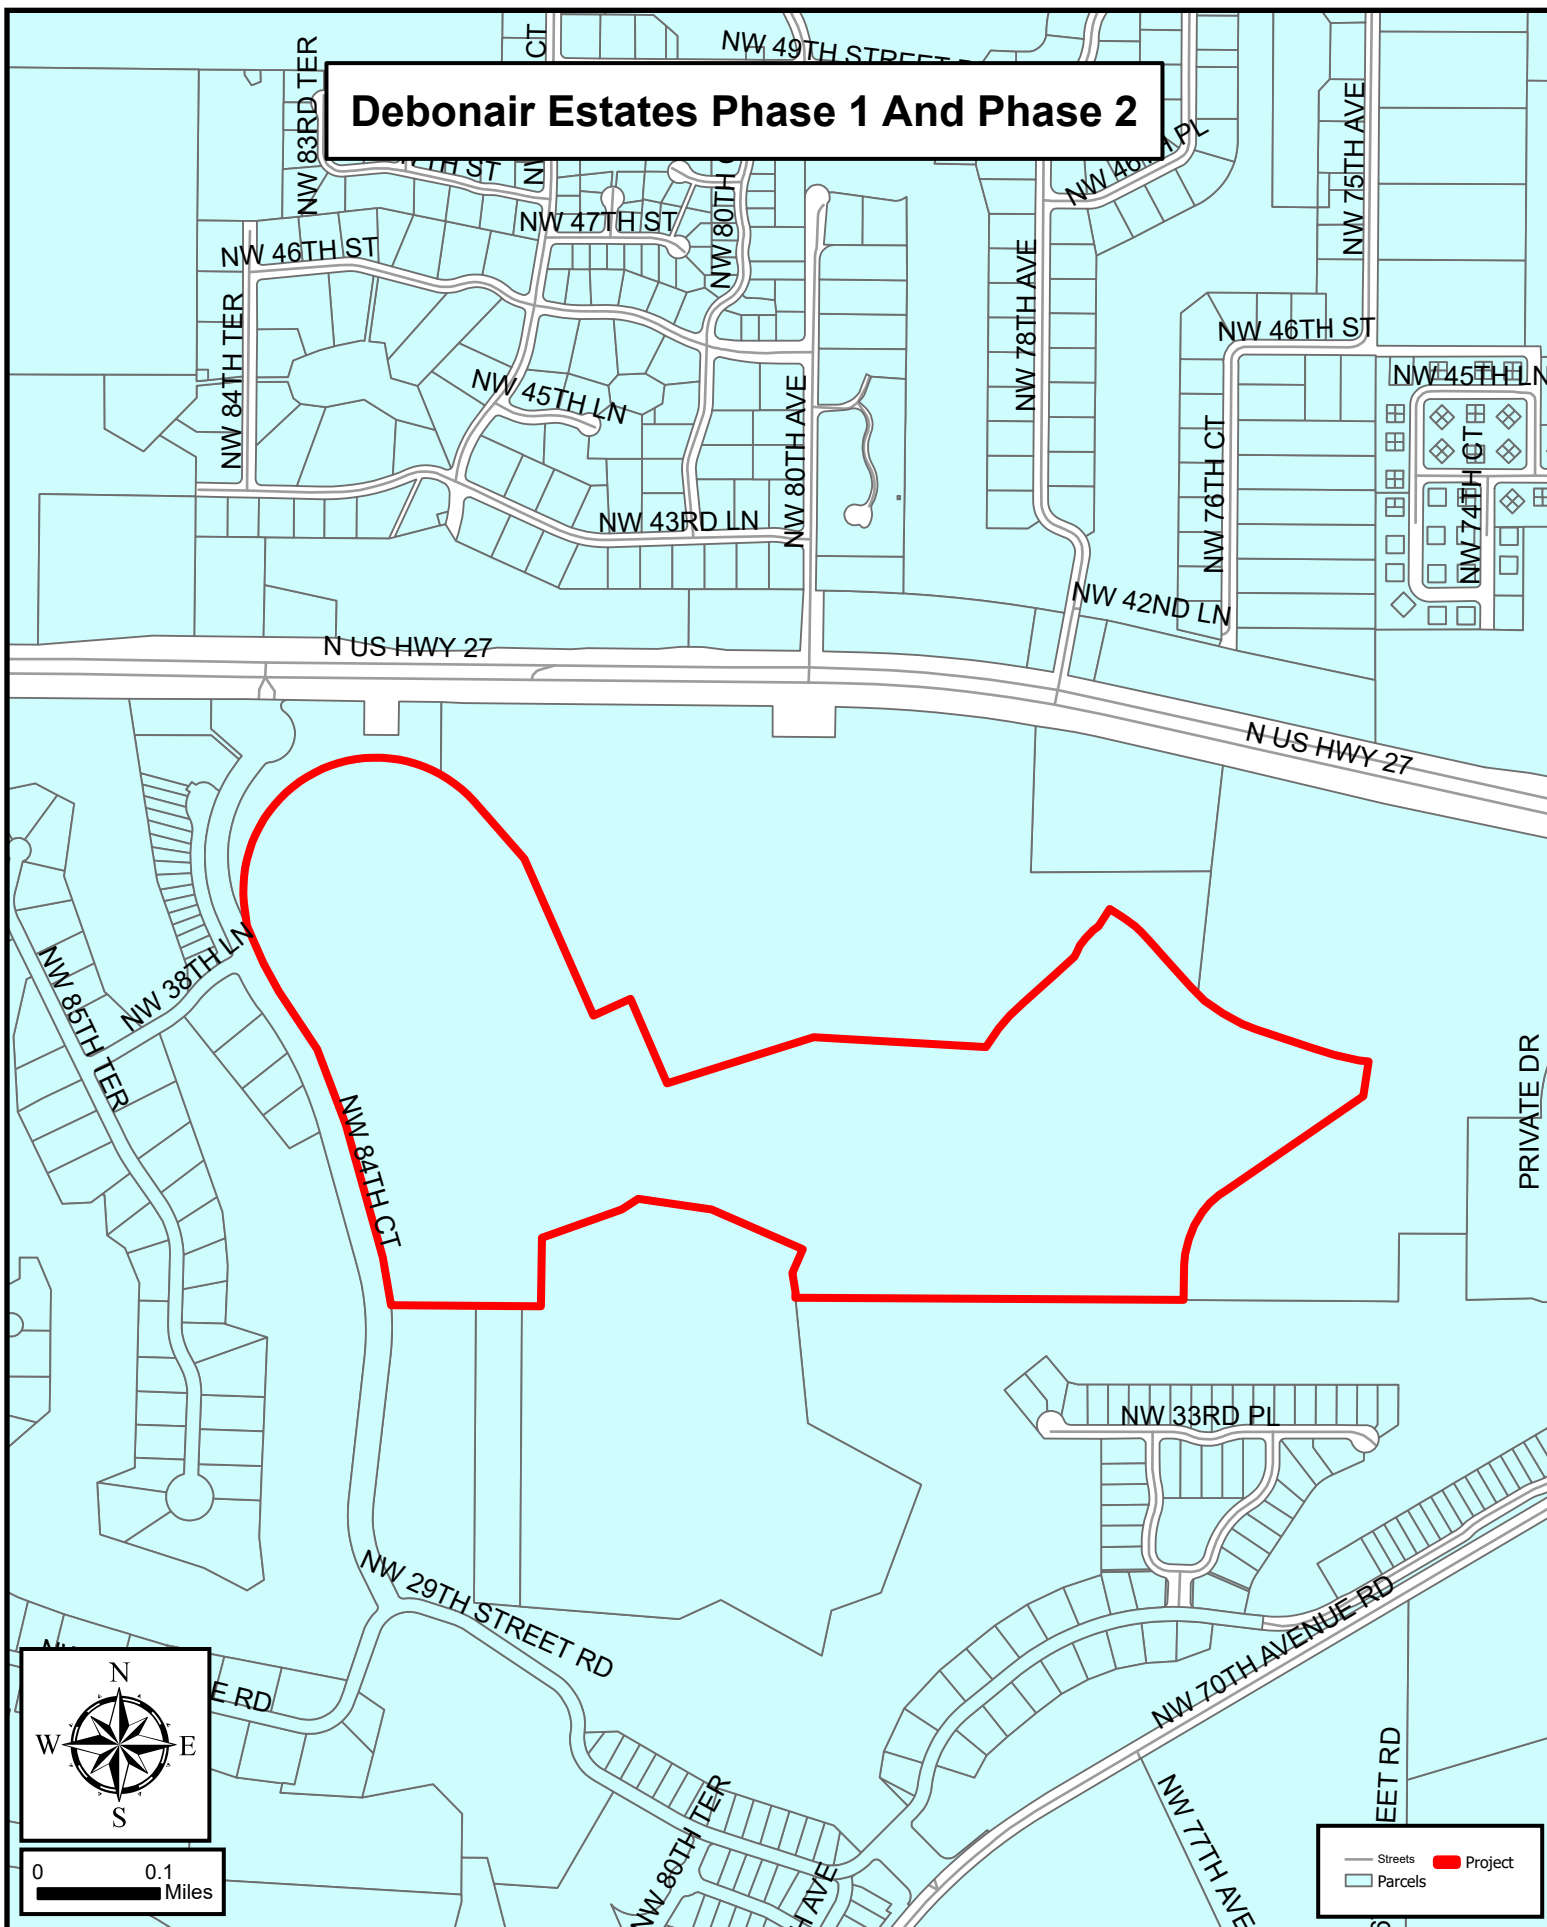 NW 49TH STREET
CT
NW 83RD TER
Debonair Estates Phase 1 And Phase 2
NW 75TH AVE
NW 46TH PL
TH ST
NW 47TH ST
NW 80TH
NW 46TH ST
NW 78TH AVE
NW 46TH ST
NW 84TH TER
NW 45TH LN
NW 45TH LN
NW 80TH AVE
NW 76TH CT
NW 74TH CT
NW 43RD LN
NW 42ND LN
N US HWY 27
N US HWY 27
NW 38TH LN
NW 85TH TER
PRIVATE DR
NW 84TH CT
NW 33RD PL
NW 29TH STREET RD
NW 70TH AVENUE RD
E RD
N
W
E
S
EET RD
NW 80TH TER
NW 77TH AVE
H AVE
0 0.1
Miles
Streets
Project
Parcels